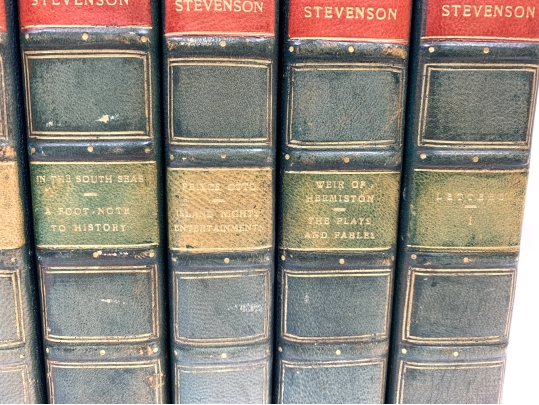 STEVENSON
IN THE SOUTH SEAS
A FOOT-NOTE
TO HISTORY
STEVENSON
PRINCE OTTO
ISLAND NIGHTS'
ENTERTAINMENTS
STEVENSON
WEIR OF
HERMISTON
THE PLAYS
AND FABLES
STEVENSON
LETTERS
I